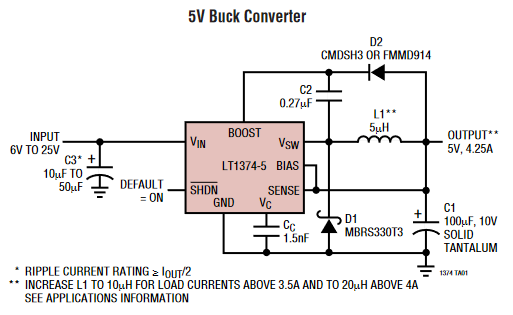 5V Buck Converter
D2
CMDSH3 OR FMMD914
C2
0.27µF
L1**
5µH
INPUT
6V TO 25V
C3*
+
10µF TO
50µF
DEFAULT
= ON
BOOST
VIN
VSW
LT1374-5
BIAS
SHDN
SENSE
GND
VC
OUTPUT**
5V, 4.25A
CC
1.5nF
D1
MBRS330T3
+
C1
100µF, 10V
SOLID
TANTALUM
1374 TA01
* RIPPLE CURRENT RATING ≥ IOUT/2
** INCREASE L1 TO 10µH FOR LOAD CURRENTS ABOVE 3.5A AND TO 20µH ABOVE 4A
SEE APPLICATIONS INFORMATION